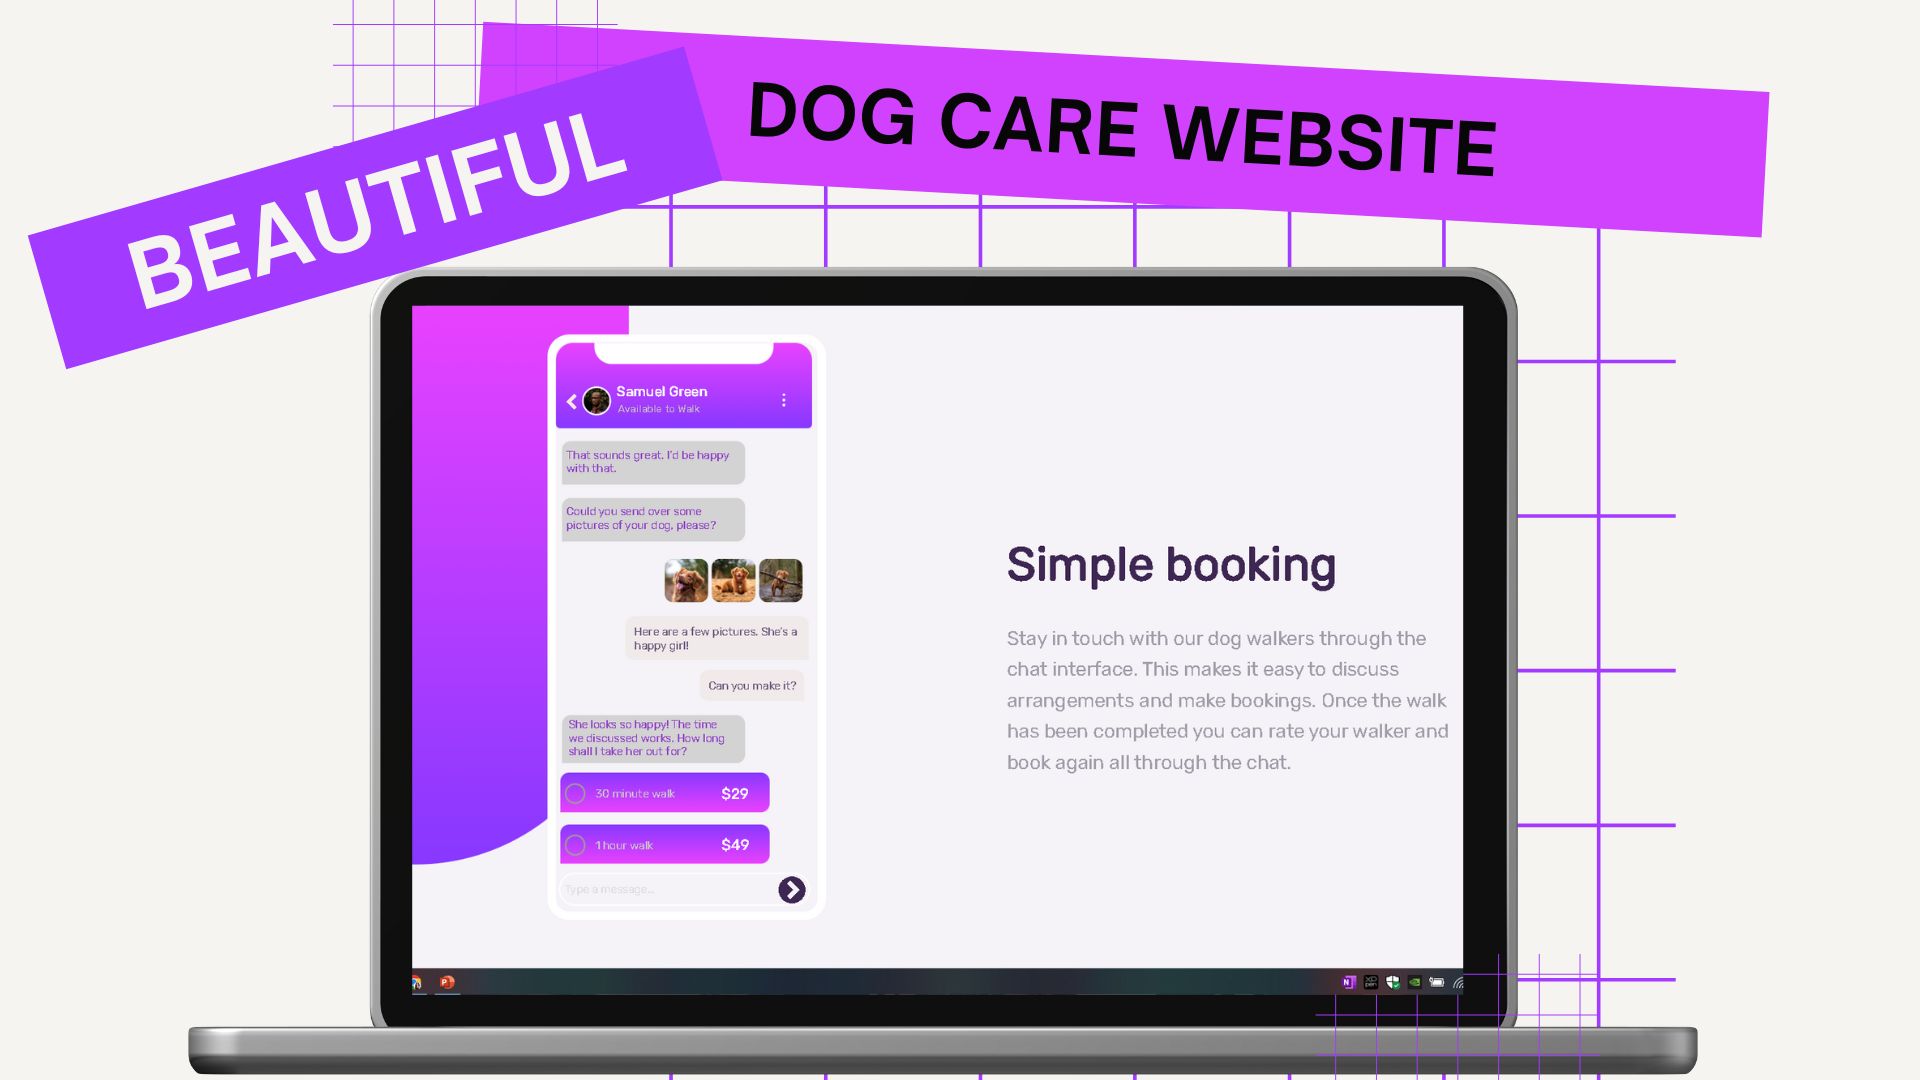 BEAUTIFUL
DOG CARE WEBSITE
Samuel Green
Available to Walk
That sounds great. I'd be happy
with that.
Could you send over some
pictures of your dog, please?
Here are a few pictures. She's a
happy girl!
Can you make it?
She looks so happy! The time
we discussed works. How long
shall I take her out for?
30 minute walk $29
1 hour walk $49
Type a message...
Simple booking
Stay in touch with our dog walkers through the
chat interface. This makes it easy to discuss
arrangements and make bookings. Once the walk
has been completed you can rate your walker and
book again all through the chat.